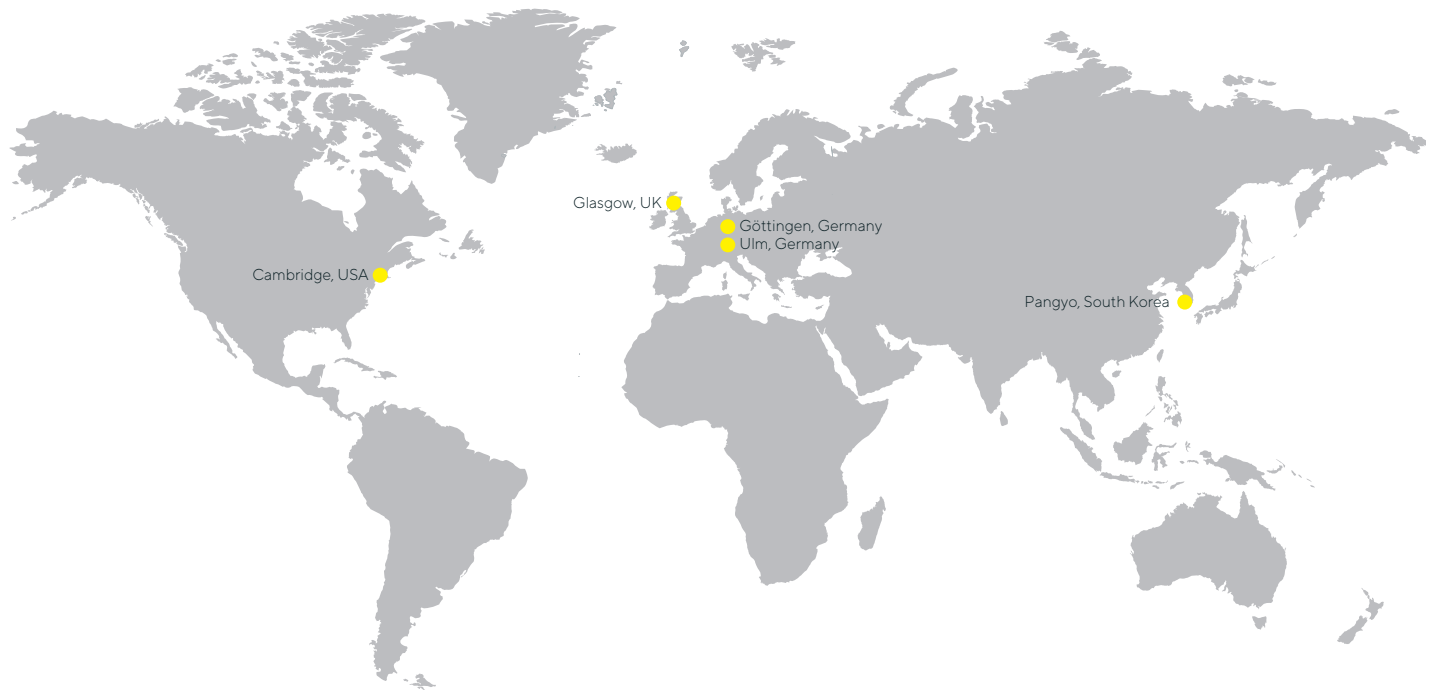 Glasgow, UK
Göttingen, Germany
Ulm, Germany
Cambridge, USA
Pangyo, South Korea